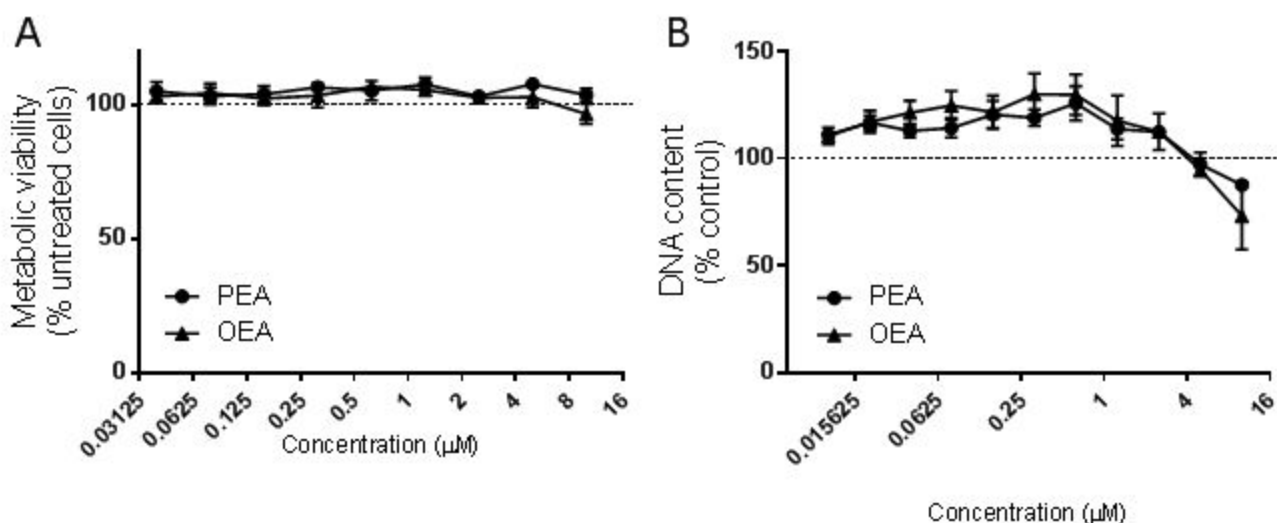 A
Metabolic viability
(% untreated cells)
100
50
0
PEA
OEA
0.03125
0.0625
0.125
0.25
0.5
1
2
4
8
16
Concentration (µM)
B
DNA content
(% control)
150
100
50
0
PEA
OEA
0.015625
0.0625
0.25
1
4
16
Concentration (µM)